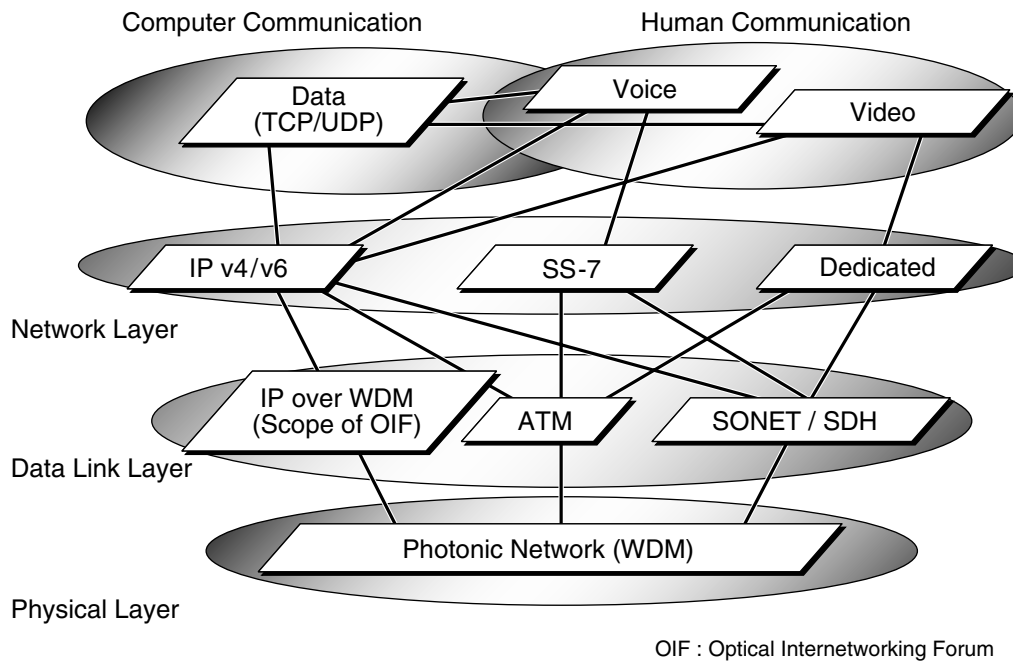 Computer Communication
Human Communication
Data
(TCP/UDP)
Voice
Video
IP v4/v6
SS-7
Dedicated
Network Layer
IP over WDM
(Scope of OIF)
ATM
SONET / SDH
Data Link Layer
Photonic Network (WDM)
Physical Layer
OIF : Optical Internetworking Forum